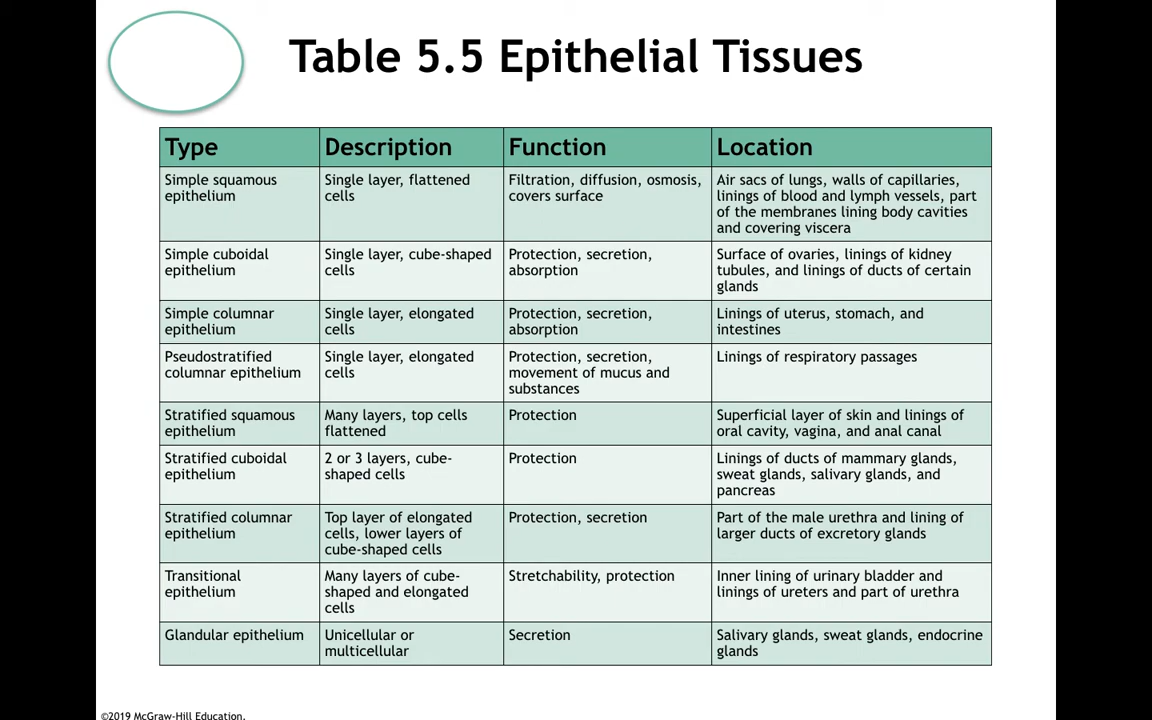 Table 5.5 Epithelial Tissues
Type Description Function Location
Simple squamous Single layer, flattened Filtration, diffusion, osmosis, Air sacs of lungs, walls of capillaries,
epithelium cells covers surface linings of blood and lymph vessels, part
of the membranes lining body cavities
and covering viscera
Simple cuboidal Single layer, cube-shaped Protection, secretion, Surface of ovaries, linings of kidney
epithelium cells absorption tubules, and linings of ducts of certain
glands
Simple columnar Single layer, elongated Protection, secretion, Linings of uterus, stomach, and
epithelium cells absorption intestines
Pseudostratified Single layer, elongated Protection, secretion, Linings of respiratory passages
columnar epithelium cells movement of mucus and
substances
Stratified squamous Many layers, top cells Protection Superficial layer of skin and linings of
epithelium flattened oral cavity, vagina, and anal canal
Stratified cuboidal 2 or 3 layers, cube- Protection Linings of ducts of mammary glands,
epithelium shaped cells sweat glands, salivary glands, and
pancreas
Stratified columnar Top layer of elongated Protection, secretion Part of the male urethra and lining of
epithelium cells, lower layers of larger ducts of excretory glands
cube-shaped cells
Transitional Many layers of cube- Stretchability, protection Inner lining of urinary bladder and
epithelium shaped and elongated linings of ureters and part of urethra
cells
Glandular epithelium Unicellular or Secretion Salivary glands, sweat glands, endocrine
multicellular glands
©2019 McGraw-Hill Education.